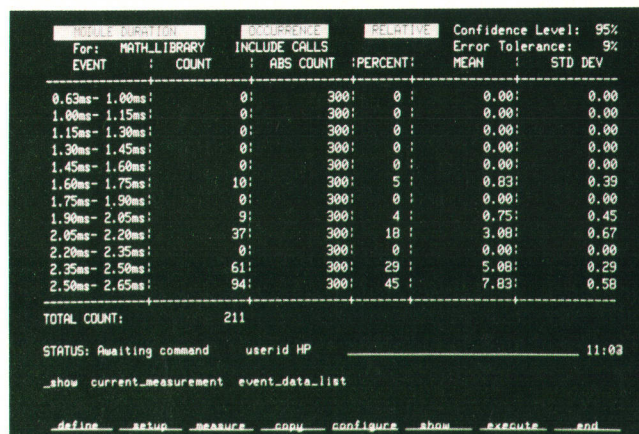 MODULE DURATION OCCURRENCE RELATIVE Confidence Level: 95%
For: MATH_LIBRARY INCLUDE CALLS Error Tolerance: 9%
EVENT | COUNT | ABS COUNT |PERCENT| MEAN | STD DEV
0.63ms- 1.00ms| 0| 300| 0 | 0.00| 0.00
1.00ms- 1.15ms| 0| 300| 0 | 0.00| 0.00
1.15ms- 1.30ms| 0| 300| 0 | 0.00| 0.00
1.30ms- 1.45ms| 0| 300| 0 | 0.00| 0.00
1.45ms- 1.60ms| 0| 300| 0 | 0.00| 0.00
1.60ms- 1.75ms| 10| 300| 5 | 0.83| 0.39
1.75ms- 1.90ms| 0| 300| 0 | 0.00| 0.00
1.90ms- 2.05ms| 9| 300| 4 | 0.75| 0.45
2.05ms- 2.20ms| 37| 300| 18 | 3.08| 0.67
2.20ms- 2.35ms| 0| 300| 0 | 0.00| 0.00
2.35ms- 2.50ms| 61| 300| 29 | 5.08| 0.29
2.50ms- 2.65ms| 94| 300| 45 | 7.83| 0.58
TOTAL COUNT: 211
STATUS: Awaiting command userid HP 11:03
_show current_measurement event_data_list
_define_ _setup_ _measure_ _copy_ configure _show_ _execute_ _end_